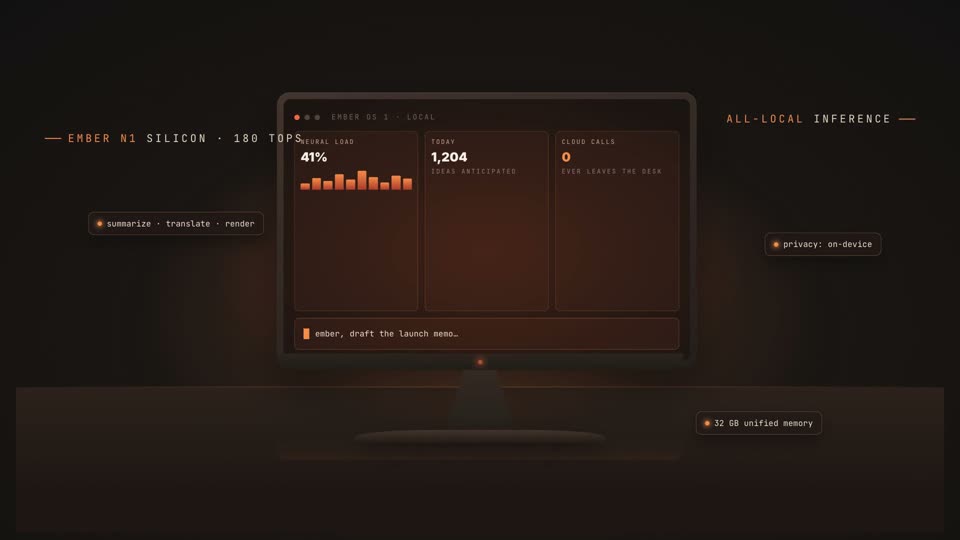 EMBER OS 1 · LOCAL
ALL-LOCAL INFERENCE
EMBER N1 SILICON · 180 TOPS
NEURAL LOAD
41%
TODAY
1,204
IDEAS ANTICIPATED
CLOUD CALLS
0
EVER LEAVES THE DESK
summarize · translate · render
privacy: on-device
ember, draft the launch memo…
32 GB unified memory